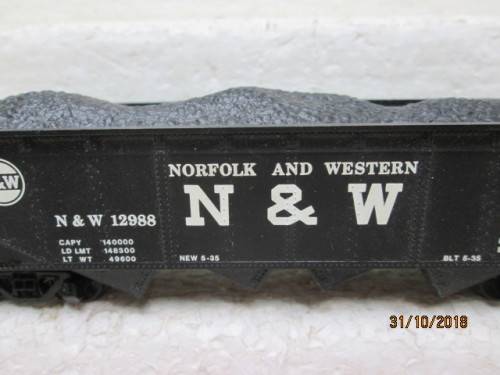 NORFOLK AND WESTERN
N & W
N & W 12988
CAPY 140000
LD LMT 148300
LT WT 49600
NEW 5-35
BLT 5-35
31/10/2018